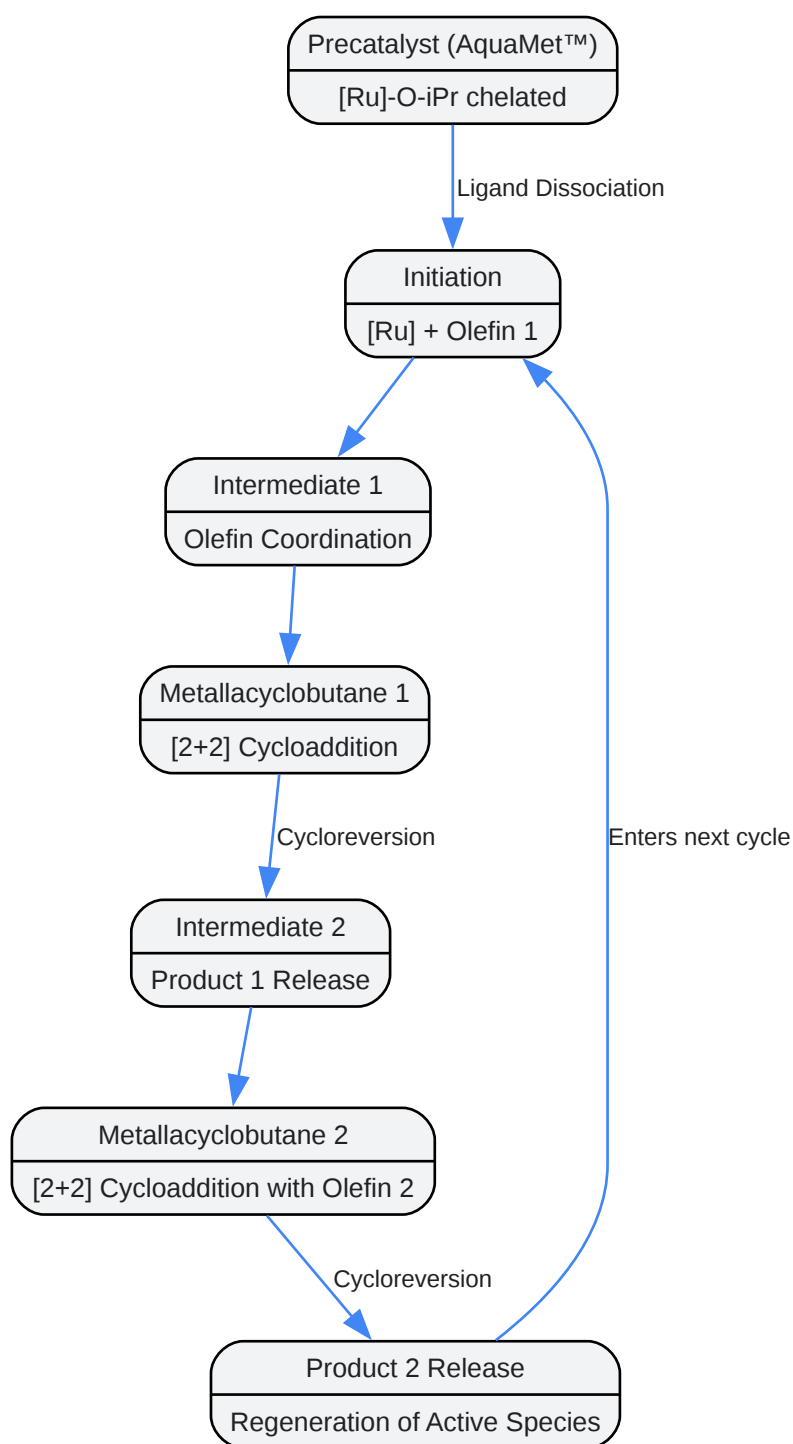 Precatalyst (AquaMet™)
[Ru]-O-iPr chelated
Ligand Dissociation
Initiation
[Ru] + Olefin 1
Intermediate 1
Olefin Coordination
Metallacyclobutane 1
[2+2] Cycloaddition
Cycloreversion
Enters next cycle
Intermediate 2
Product 1 Release
Metallacyclobutane 2
[2+2] Cycloaddition with Olefin 2
Cycloreversion
Product 2 Release
Regeneration of Active Species